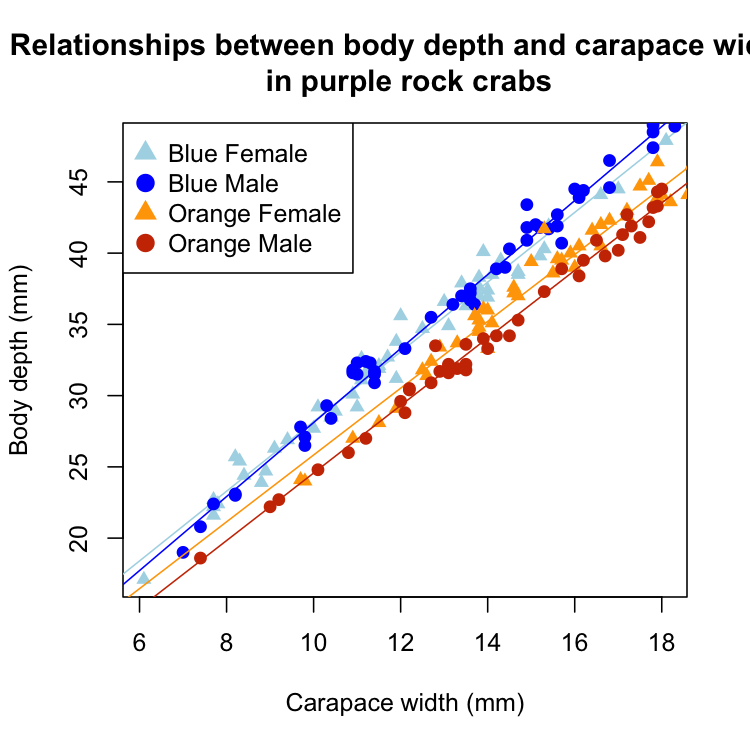 Relationships between body depth and carapace
in purple rock crabs
Blue Female
Blue Male
Orange Female
Orange Male
Body depth (mm)
45
40
35
30
25
20
6 8 10 12 14 16 18
Carapace width (mm)